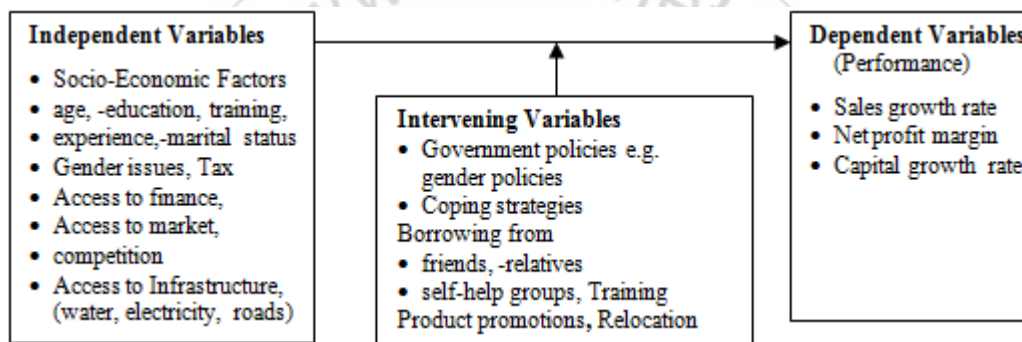 Independent Variables
• Socio-Economic Factors
• age, -education, training,
• experience,-marital status
• Gender issues, Tax
• Access to finance,
• Access to market,
• competition
• Access to Infrastructure,
(water, electricity, roads)
Intervening Variables
• Government policies e.g.
gender policies
• Coping strategies
Borrowing from
• friends, -relatives
• self-help groups, Training
Product promotions, Relocation
Dependent Variables
(Performance)
• Sales growth rate
• Net profit margin
• Capital growth rate